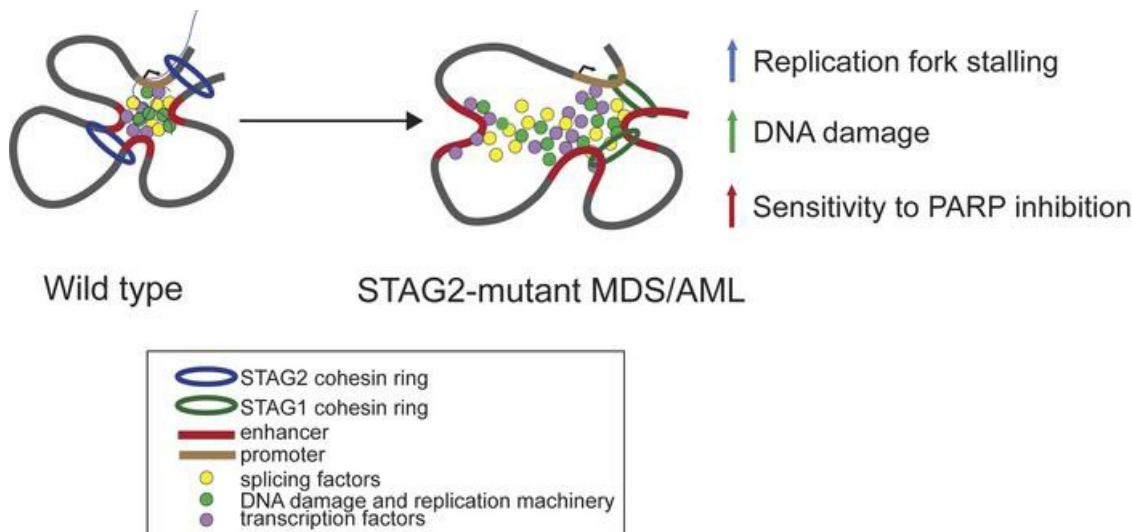 Replication fork stalling
DNA damage
Sensitivity to PARP inhibition
Wild type
STAG2-mutant MDS/AML
STAG2 cohesin ring
STAG1 cohesin ring
enhancer
promoter
splicing factors
DNA damage and replication machinery
transcription factors